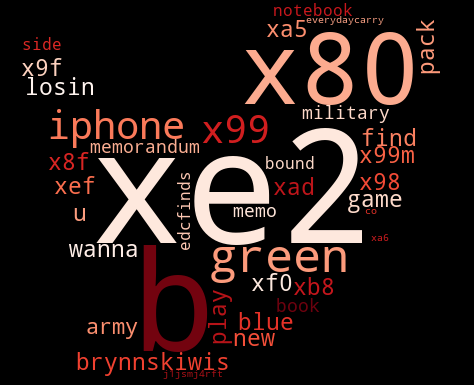 notebook
everydaycarry
side
xa5
pack
x80
x9f
losin
military
iphone
x99
find
memorandum
xe2
x99m
x8f
bound
xef
xad
x98
edcfinds
game
u
memo
co
wanna
green
xa6
b
xf0
xb8
book
play
blue
army
new
brynnskiwis